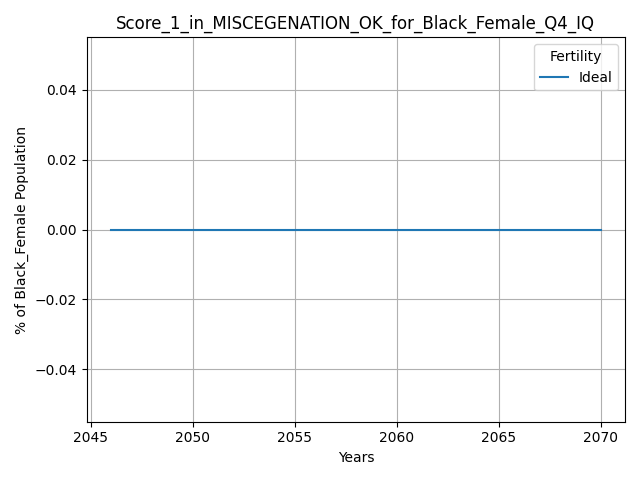 Score_1_in_MISCEGENATION_OK_for_Black_Female_Q4_IQ
Fertility
Ideal
% of Black_Female Population
0.04
0.02
0.00
−0.02
−0.04
2045 2050 2055 2060 2065 2070
Years